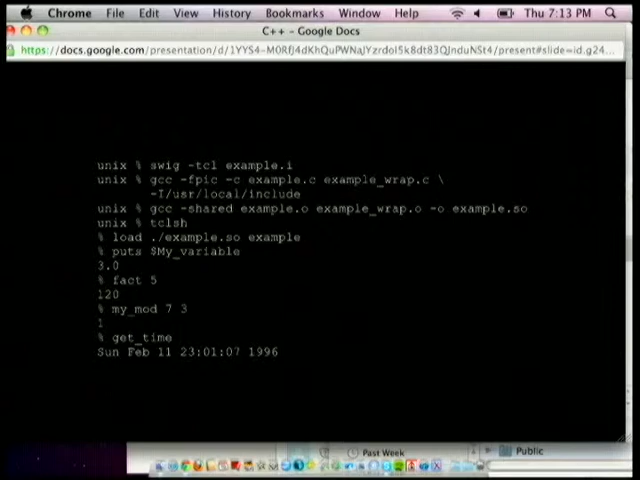 Chrome File Edit View History Bookmarks Window Help Thu 7:13 PM
C++ - Google Docs
unix % swig -tcl example.i
unix % gcc -fpic -c example.c example_wrap.c \
-I/usr/local/include
unix % gcc -shared example.o example_wrap.o -o example.so
unix % tclsh
% load ./example.so example
% puts $My_variable
3.0
% fact 5
120
% my_mod 7 3
1
% get_time
Sun Feb 11 23:01:07 1996
Past Week
Public